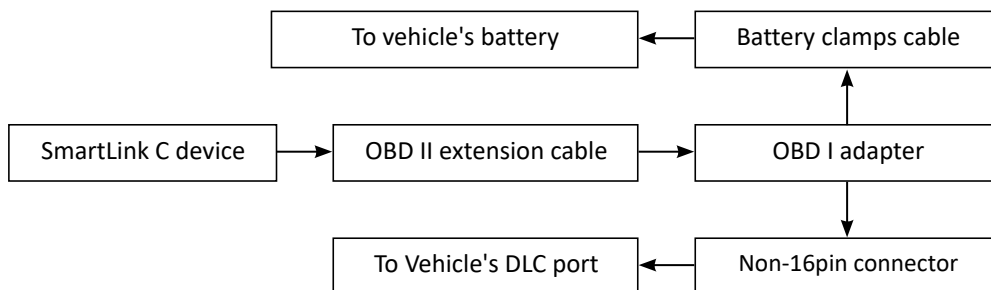 To vehicle's battery
Battery clamps cable
SmartLink C device
OBD II extension cable
OBD I adapter
To Vehicle's DLC port
Non-16pin connector